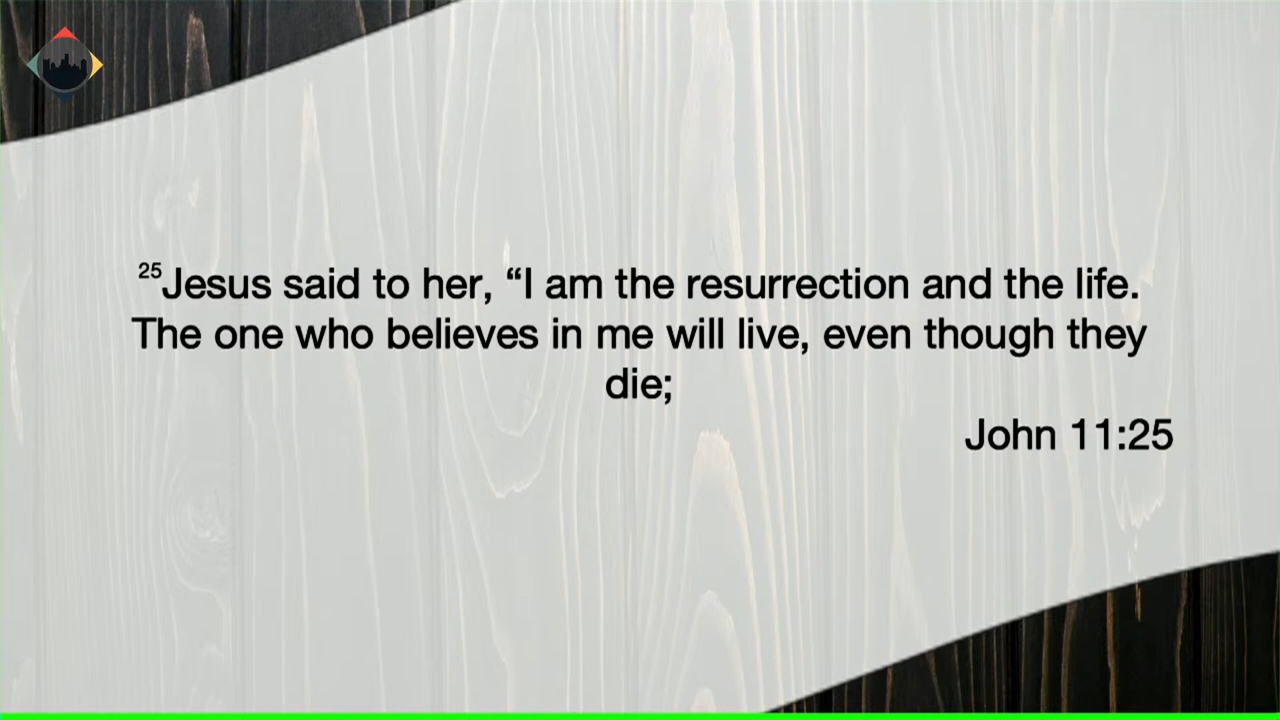 25Jesus said to her, “I am the resurrection and the life.
The one who believes in me will live, even though they
die;
John 11:25